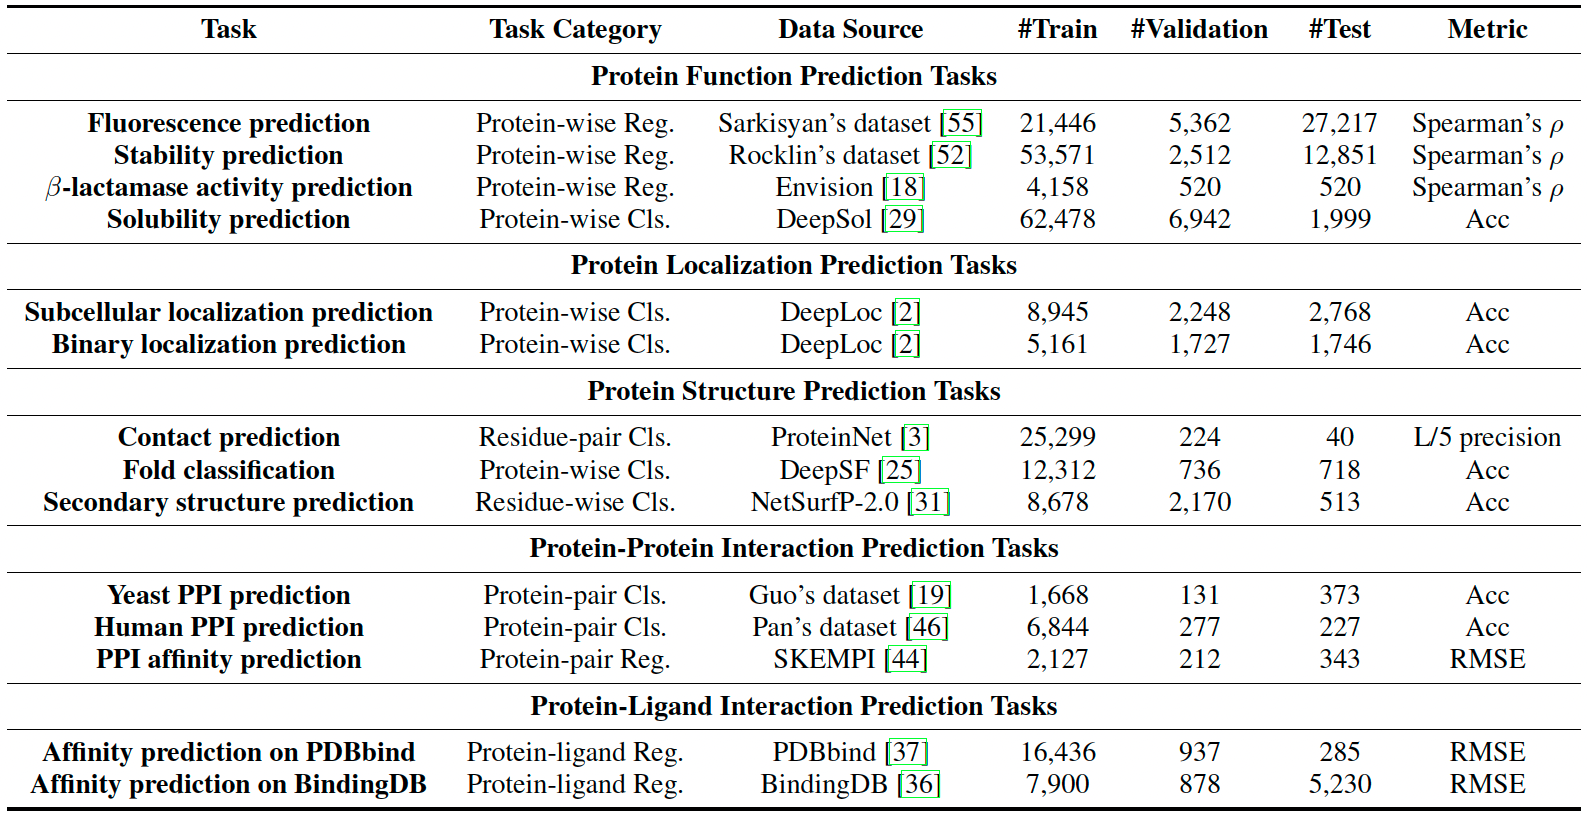 Task Task Category Data Source #Train #Validation #Test Metric
Protein Function Prediction Tasks
Fluorescence prediction Protein-wise Reg. Sarkisyan's dataset [55] 21,446 5,362 27,217 Spearman's ρ
Stability prediction Protein-wise Reg. Rocklin's dataset [52] 53,571 2,512 12,851 Spearman's ρ
β-lactamase activity prediction Protein-wise Reg. Envision [18] 4,158 520 520 Spearman's ρ
Solubility prediction Protein-wise Cls. DeepSol [29] 62,478 6,942 1,999 Acc
Protein Localization Prediction Tasks
Subcellular localization prediction Protein-wise Cls. DeepLoc [2] 8,945 2,248 2,768 Acc
Binary localization prediction Protein-wise Cls. DeepLoc [2] 5,161 1,727 1,746 Acc
Protein Structure Prediction Tasks
Contact prediction Residue-pair Cls. ProteinNet [3] 25,299 224 40 L/5 precision
Fold classification Protein-wise Cls. DeepSF [25] 12,312 736 718 Acc
Secondary structure prediction Residue-wise Cls. NetSurfP-2.0 [31] 8,678 2,170 513 Acc
Protein-Protein Interaction Prediction Tasks
Yeast PPI prediction Protein-pair Cls. Guo's dataset [19] 1,668 131 373 Acc
Human PPI prediction Protein-pair Cls. Pan's dataset [46] 6,844 277 227 Acc
PPI affinity prediction Protein-pair Reg. SKEMPI [44] 2,127 212 343 RMSE
Protein-Ligand Interaction Prediction Tasks
Affinity prediction on PDBbind Protein-ligand Reg. PDBbind [37] 16,436 937 285 RMSE
Affinity prediction on BindingDB Protein-ligand Reg. BindingDB [36] 7,900 878 5,230 RMSE